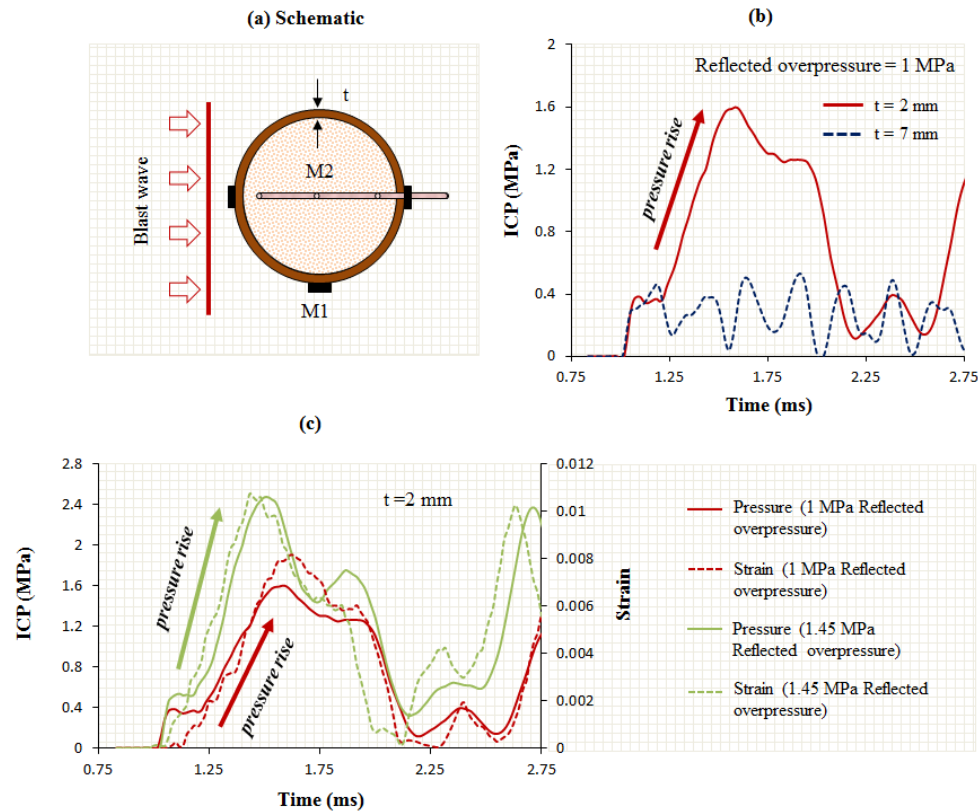 (a) Schematic
t
M2
M1
Blast wave
(b)
Reflected overpressure = 1 MPa
t = 2 mm
t = 7 mm
pressure rise
ICP (MPa)
2
1.6
1.2
0.8
0.4
0
0.75
1.25
1.75
2.25
2.75
Time (ms)
(c)
t =2 mm
pressure rise
pressure rise
ICP (MPa)
2.8
2.4
2.0
1.6
1.2
0.8
0.4
0
0.012
0.01
0.008
0.006
0.004
0.002
0
Strain
0.75
1.25
1.75
2.25
2.75
Time (ms)
Pressure (1 MPa Reflected
overpressure)
Strain (1 MPa Reflected
overpressure)
Pressure (1.45 MPa
Reflected overpressure)
Strain (1.45 MPa Reflected
overpressure)